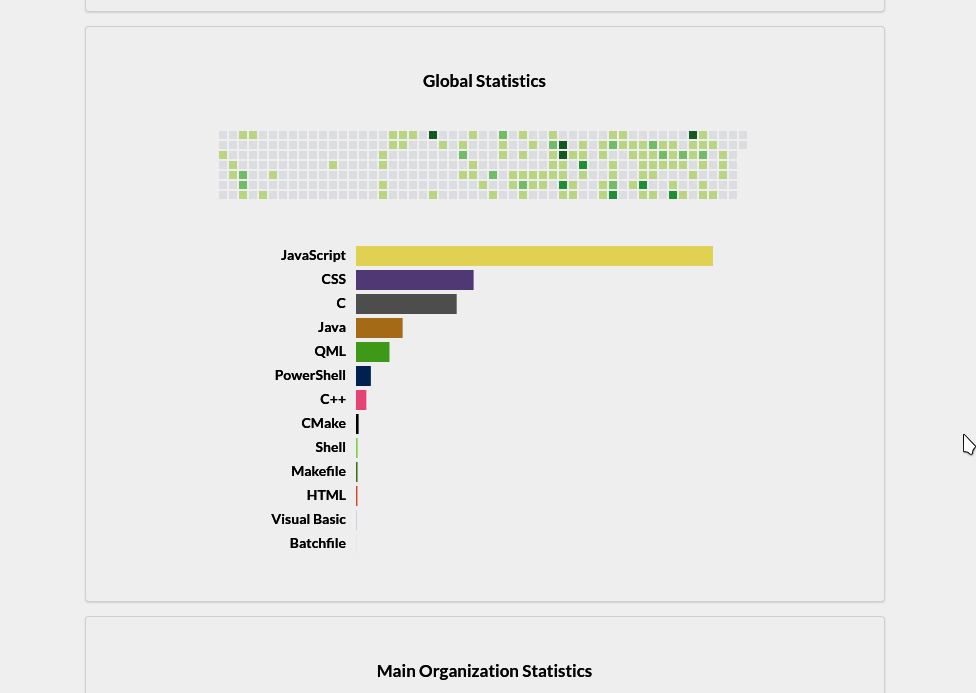 Global Statistics
JavaScript
CSS
C
Java
QML
PowerShell
C++
CMake
Shell
Makefile
HTML
Visual Basic
Batchfile
Main Organization Statistics